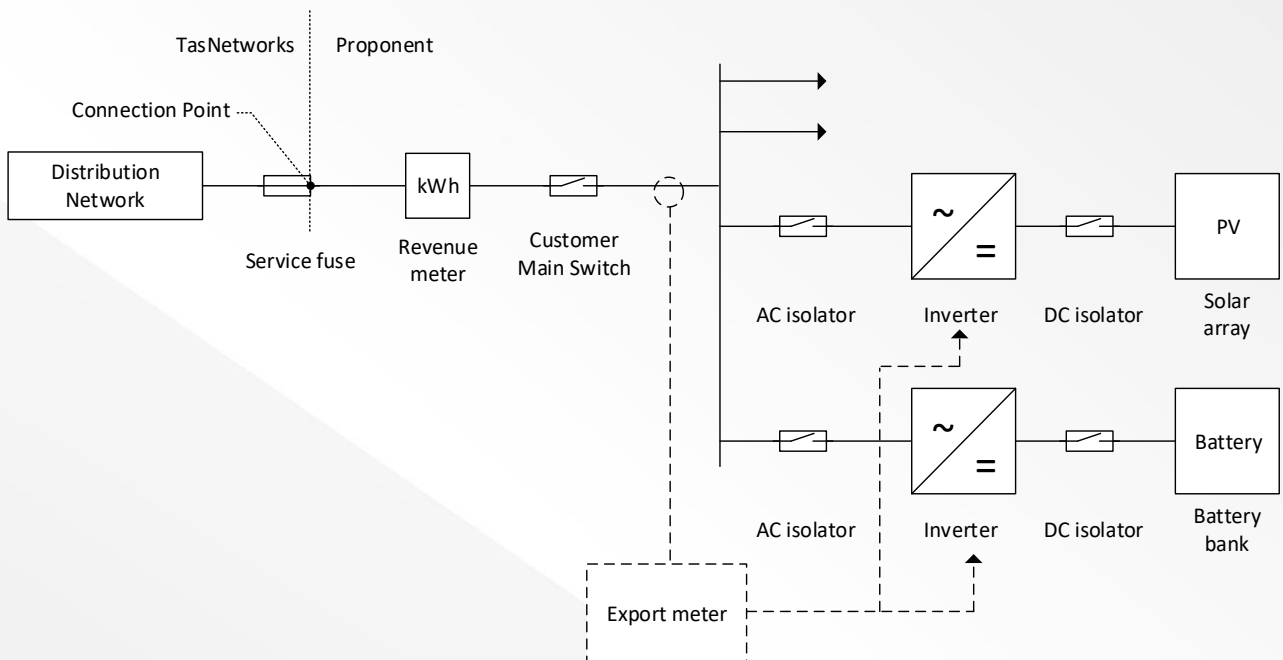 TasNetworks
Proponent
Connection Point
Distribution
Network
kWh
Service fuse
Revenue
meter
Customer
Main Switch
~
=
PV
AC isolator
Inverter
DC isolator
Solar
array
~
=
Battery
AC isolator
Inverter
DC isolator
Battery
bank
Export meter